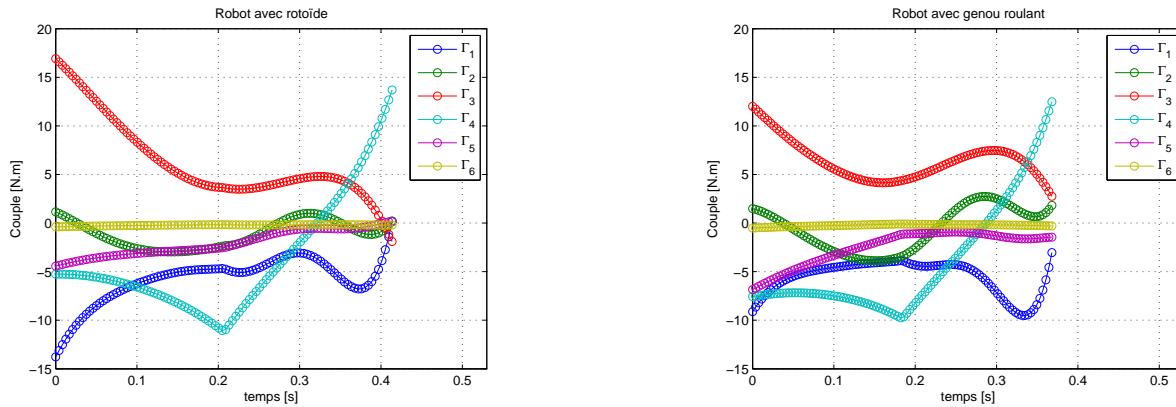 Robot avec rotoïde
20
15
10
5
0
−5
−10
−15
0
0.1
0.2
0.3
0.4
0.5
temps [s]
Couple [N.m]
Γ1
Γ2
Γ3
Γ4
Γ5
Γ6
Robot avec genou roulant
20
15
10
5
0
−5
−10
−15
0
0.1
0.2
0.3
0.4
0.5
temps [s]
Couple [N.m]
Γ1
Γ2
Γ3
Γ4
Γ5
Γ6